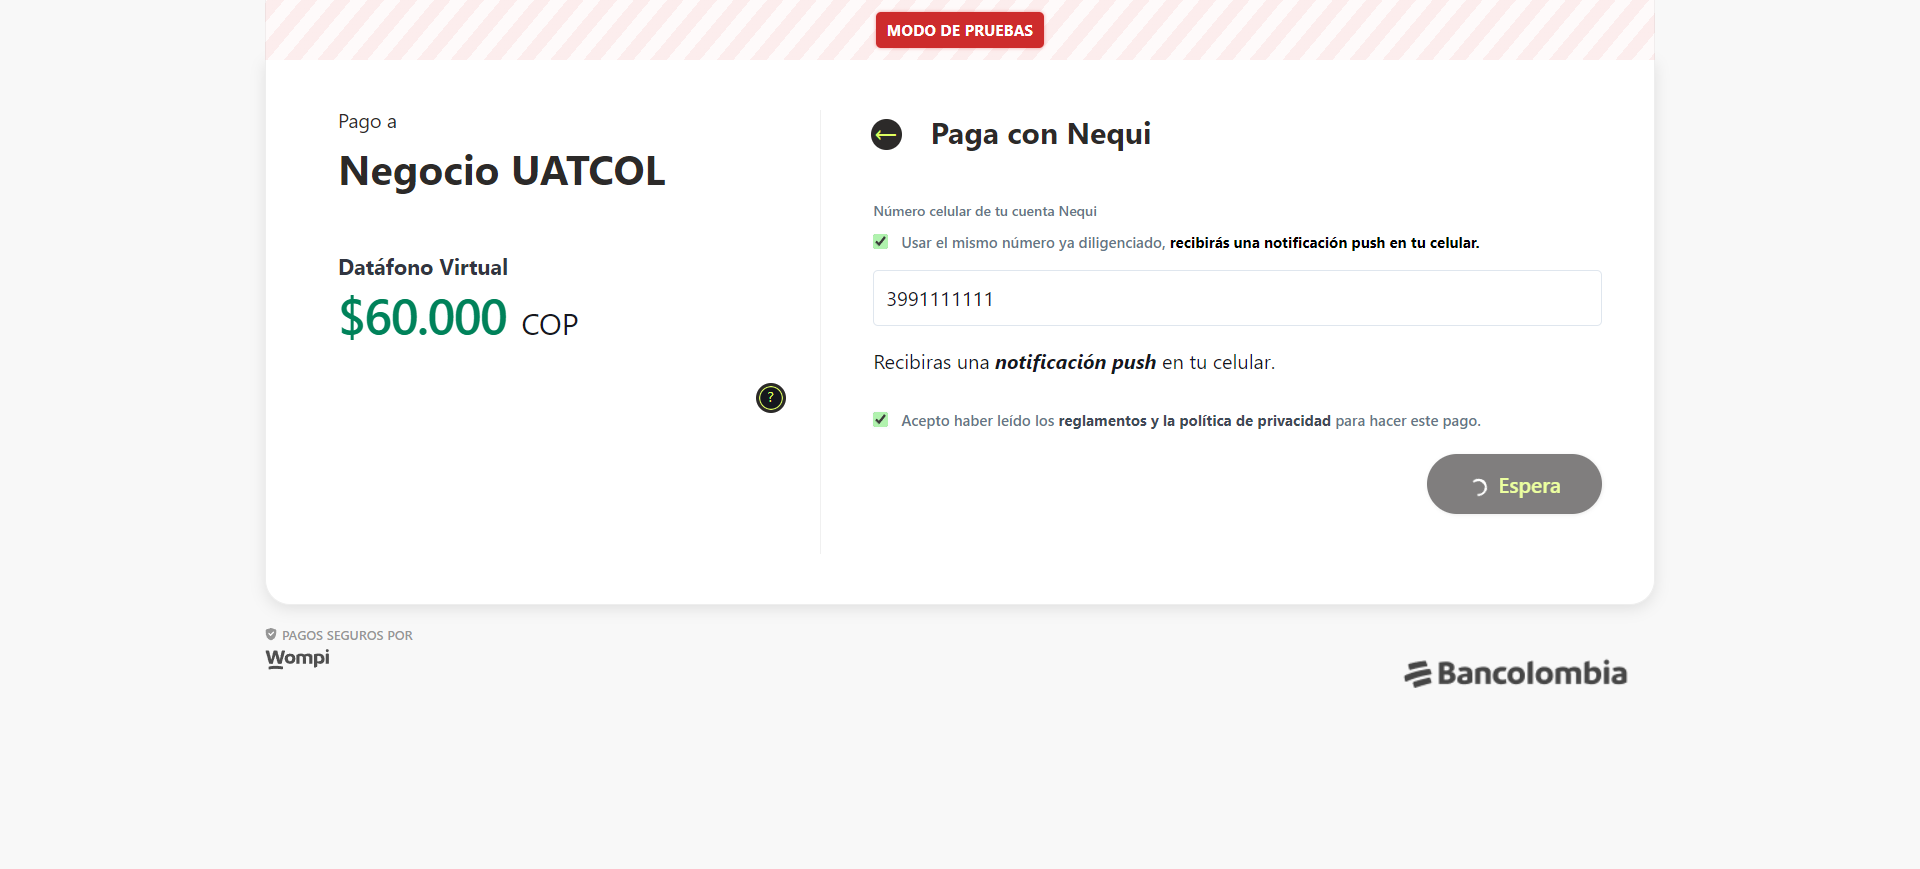 MODO DE PRUEBAS
Pago a
Negocio UATCOL
Datáfono Virtual
$60.000 COP
?
Paga con Nequi
Número celular de tu cuenta Nequi
Usar el mismo número ya diligenciado, recibirás una notificación push en tu celular.
3991111111
Recibiras una notificación push en tu celular.
Acepto haber leído los reglamentos y la política de privacidad para hacer este pago.
Espera
PAGOS SEGUROS POR
Wompi
Bancolombia